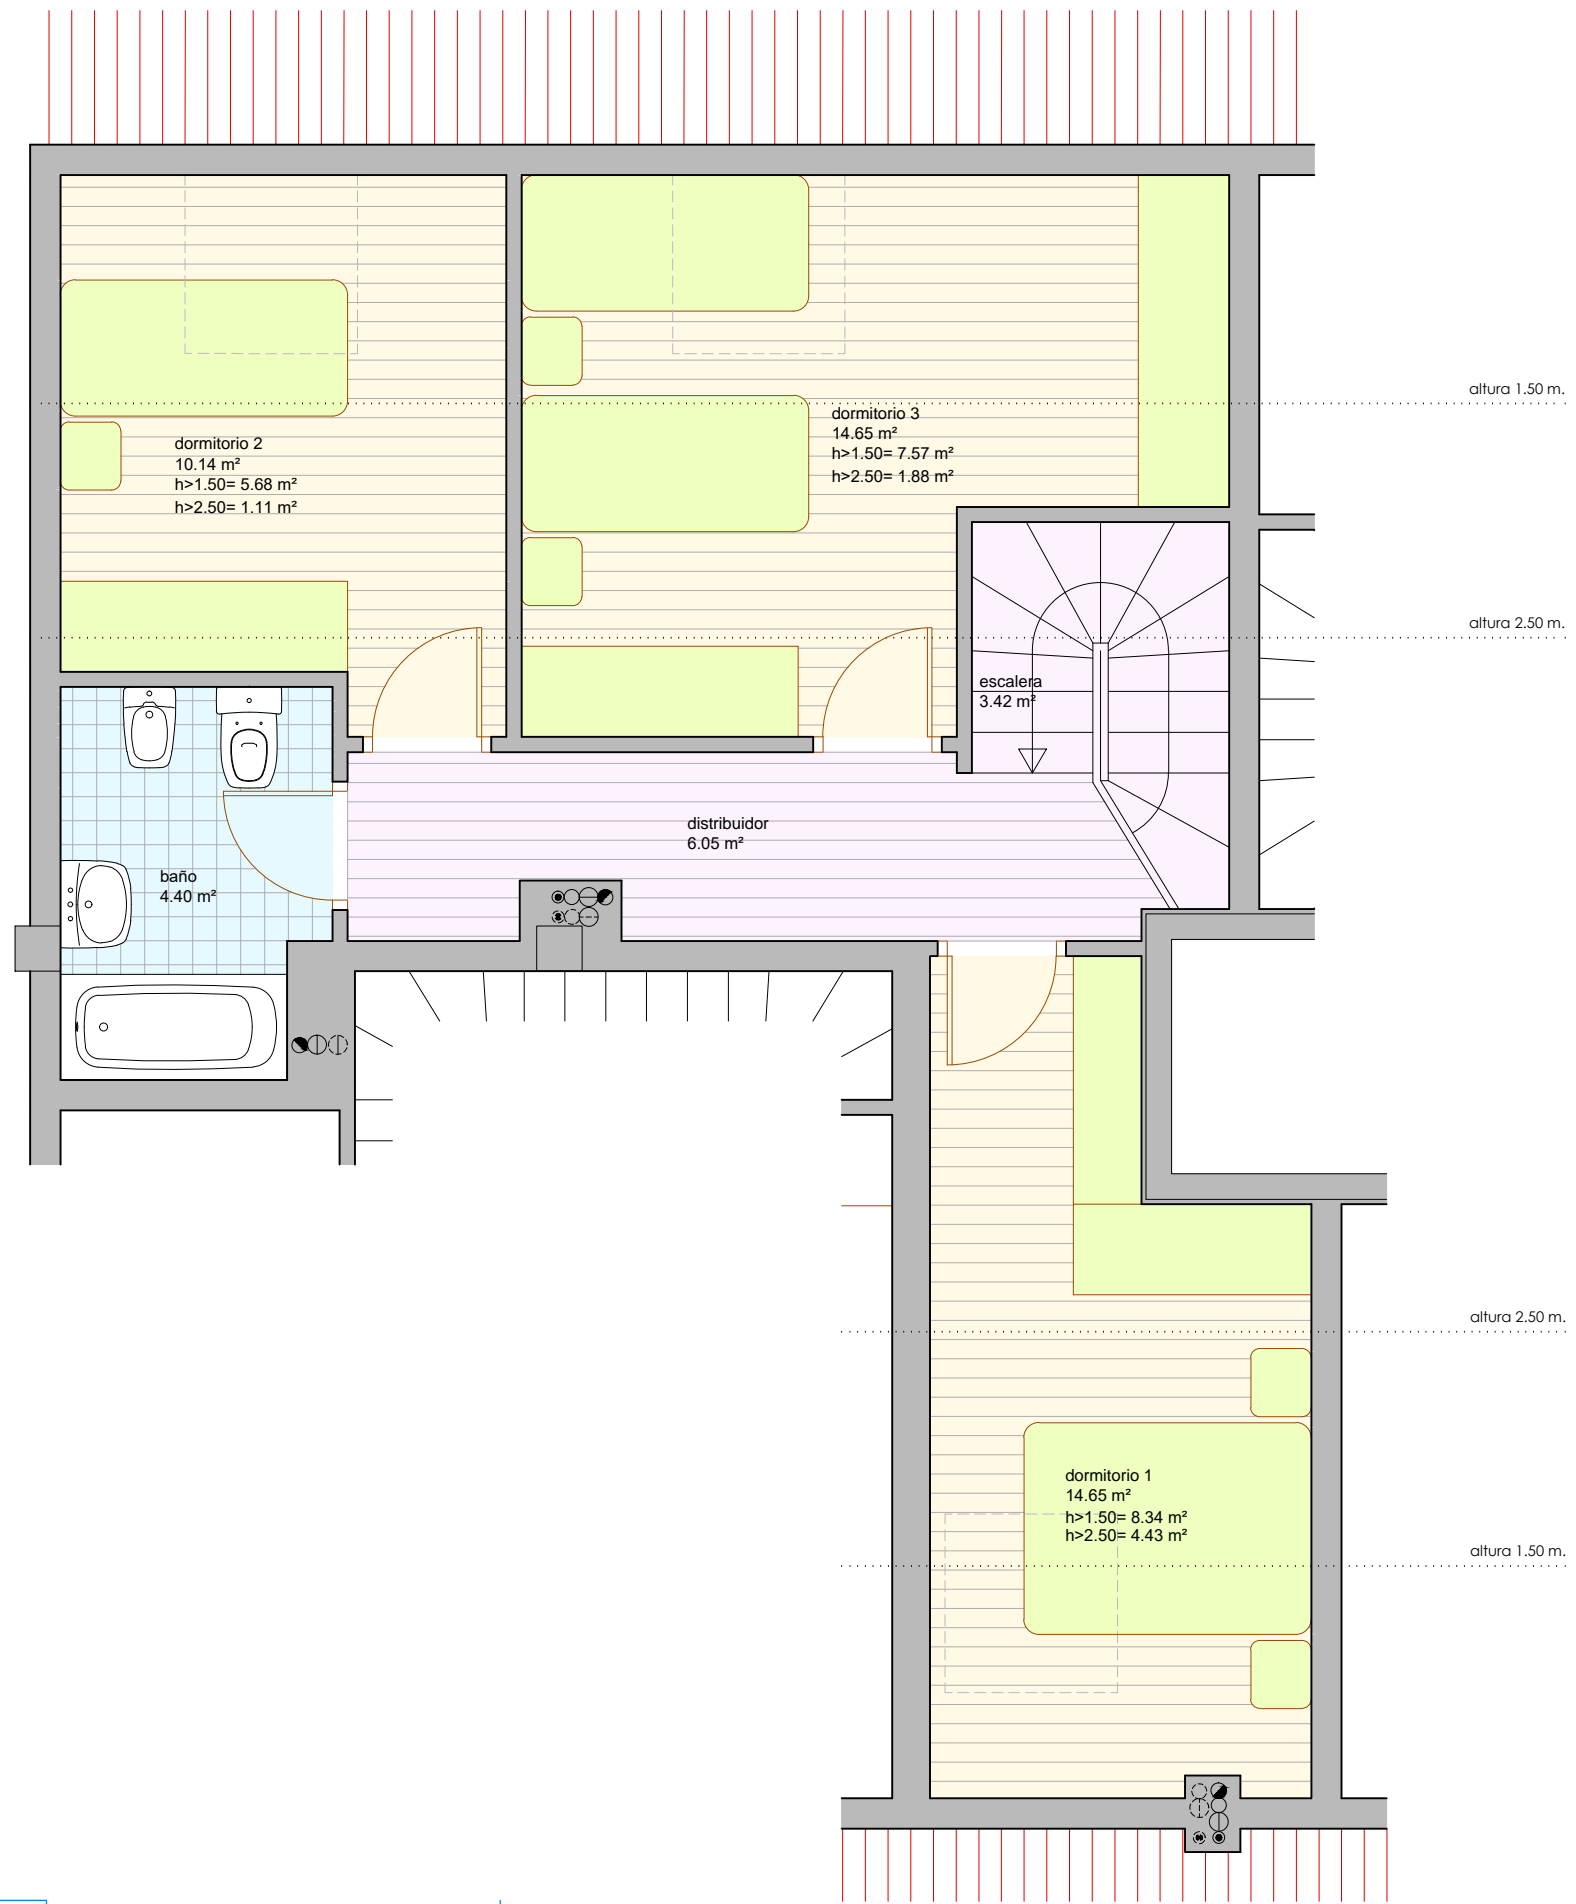 altura 1.50 m.
dormitorio 3
14.65 m²
h>1.50= 7.57 m²
h>2.50= 1.88 m²
dormitorio 2
10.14 m²
h>1.50= 5.68 m²
h>2.50= 1.11 m²
altura 2.50 m.
escalera
3.42 m²
distribuidor
6.05 m²
baño
4.40 m²
altura 2.50 m.
dormitorio 1
14.65 m²
h>1.50= 8.34 m²
h>2.50= 4.43 m²
altura 1.50 m.